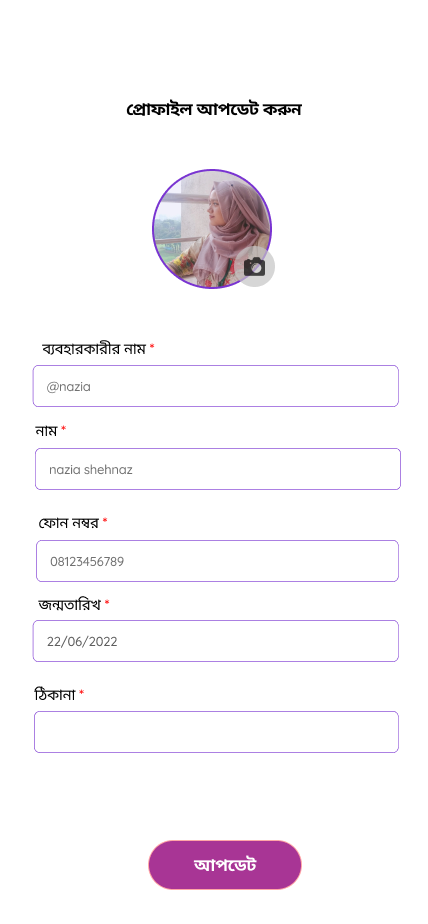 প্রোফাইল আপডেট করুন
ব্যবহারকারীর নাম *
@nazia
নাম *
nazia shehnaz
ফোন নম্বর *
08123456789
জন্মতারিখ *
22/06/2022
ঠিকানা *
আপডেট